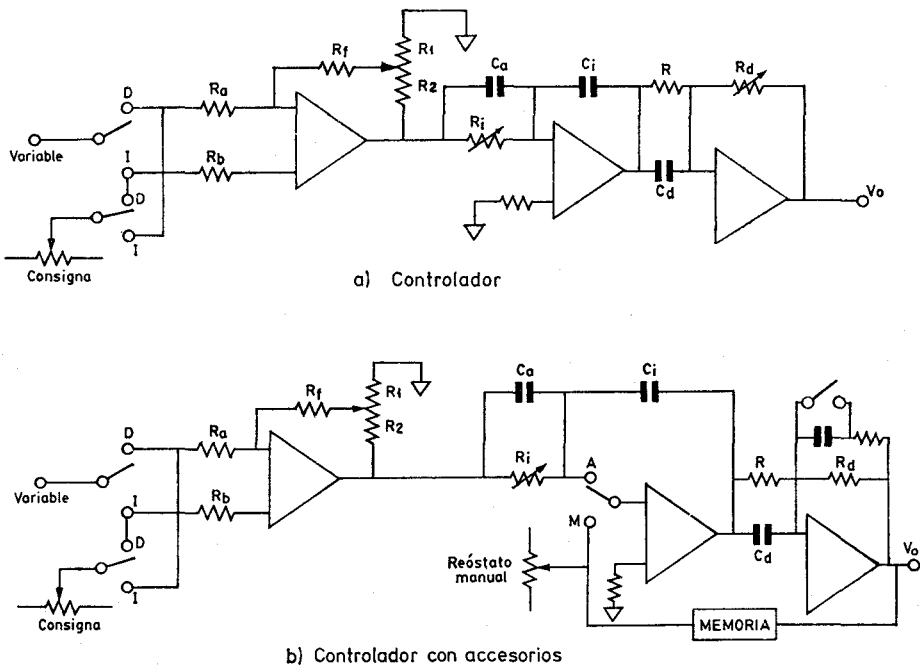 Rf
R1
R2
Ca
Ci
R
Rd
D
Ra
Ri
Variable
I
Rb
D
Cd
Vo
I
Consigna
a) Controlador
Rf
R1
R2
Ca
Ci
D
Ra
Ri
A
R
Rd
Variable
I
Rb
M
Cd
D
Reóstato
manual
Vo
I
Consigna
MEMORIA
b) Controlador con accesorios